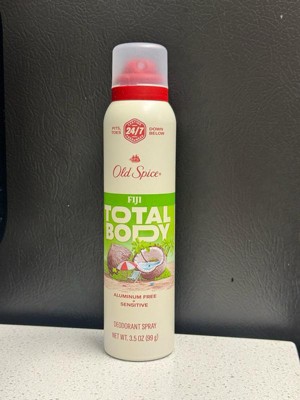 24/7
PITS, DOWN
TOES BELOW
Old Spice
FIJI
TOTAL
BODY
ALUMINUM FREE
+
SENSITIVE
DEODORANT SPRAY
NET WT. 3.5 OZ (99 g)